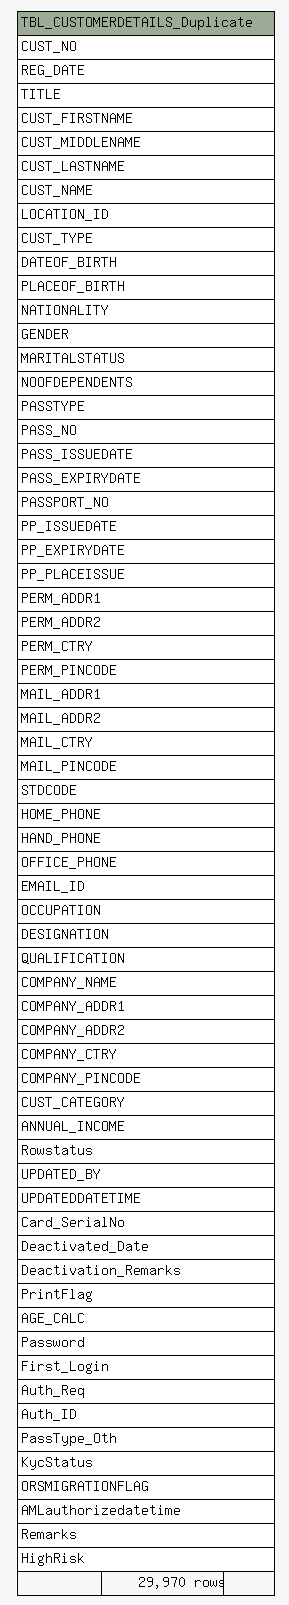 TBL_CUSTOMERDETAILS_Duplicate
CUST_NO
REG_DATE
TITLE
CUST_FIRSTNAME
CUST_MIDDLENAME
CUST_LASTNAME
CUST_NAME
LOCATION_ID
CUST_TYPE
DATEOF_BIRTH
PLACEOF_BIRTH
NATIONALITY
GENDER
MARITALSTATUS
NOOFDEPENDENTS
PASSTYPE
PASS_NO
PASS_ISSUEDATE
PASS_EXPIRYDATE
PASSPORT_NO
PP_ISSUEDATE
PP_EXPIRYDATE
PP_PLACEISSUE
PERM_ADDR1
PERM_ADDR2
PERM_CTRY
PERM_PINCODE
MAIL_ADDR1
MAIL_ADDR2
MAIL_CTRY
MAIL_PINCODE
STDCODE
HOME_PHONE
HAND_PHONE
OFFICE_PHONE
EMAIL_ID
OCCUPATION
DESIGNATION
QUALIFICATION
COMPANY_NAME
COMPANY_ADDR1
COMPANY_ADDR2
COMPANY_CTRY
COMPANY_PINCODE
CUST_CATEGORY
ANNUAL_INCOME
Rowstatus
UPDATED_BY
UPDATEDDATETIME
Card_SerialNo
Deactivated_Date
Deactivation_Remarks
PrintFlag
AGE_CALC
Password
First_Login
Auth_Req
Auth_ID
PassType_Oth
KycStatus
ORSMIGRATIONFLAG
AMLauthorizedatetime
Remarks
HighRisk
29,970 rows